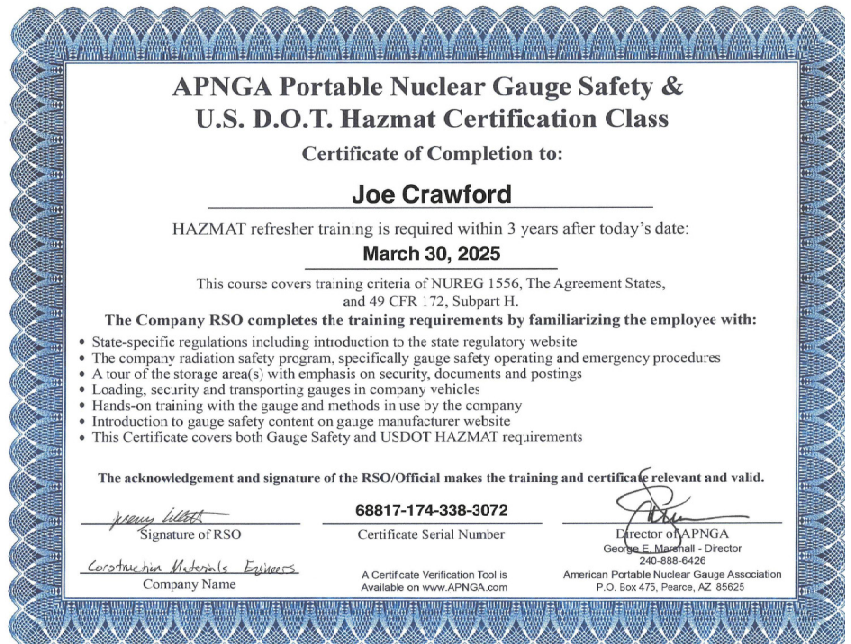 APNGA Portable Nuclear Gauge Safety &
U.S. D.O.T. Hazmat Certification Class
Certificate of Completion to:
Joe Crawford
HAZMAT refresher training is required within 3 years after today's date:
March 30, 2025
This course covers training criteria of NUREG 1556, The Agreement States,
and 49 CFR 172, Subpart H.
The Company RSO completes the training requirements by familiarizing the employee with:
• State-specific regulations including introduction to the state regulatory website
• The company radiation safety program, specifically gauge safety operating and emergency procedures
• A tour of the storage area(s) with emphasis on security, documents and postings
• Loading, security and transporting gauges in company vehicles
• Hands-on training with the gauge and methods in use by the company
• Introduction to gauge safety content on gauge manufacturer website
• This Certificate covers both Gauge Safety and USDOT HAZMAT requirements
The acknowledgement and signature of the RSO/Official makes the training and certificate relevant and valid.
68817-174-338-3072
Signature of RSO
Certificate Serial Number
Director of APNGA
George E. Marshall - Director
240-888-6426
Construction Materials Engineers
Company Name
A Certifcate Verification Tool is
Available on www.APNGA.com
American Portable Nuclear Gauge Association
P.O. Box 475, Pearce, AZ 85625